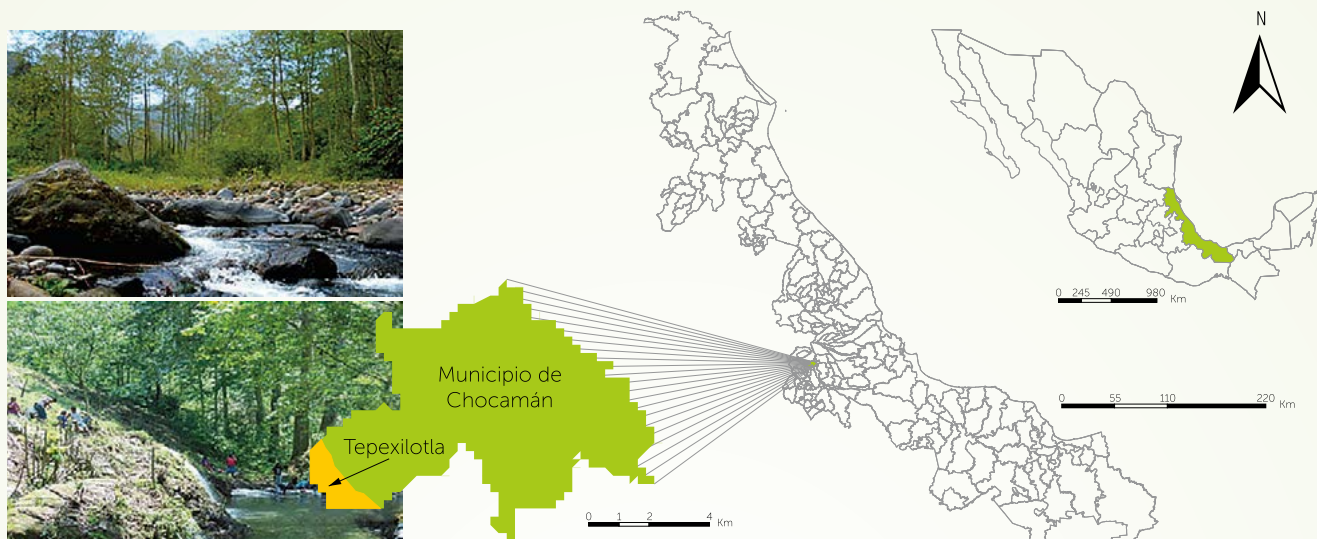 N
0 245 490 980 Km
Municipio de
Chocamán
0 55 110 220 Km
Tepexilotla
0 1 2 4 Km